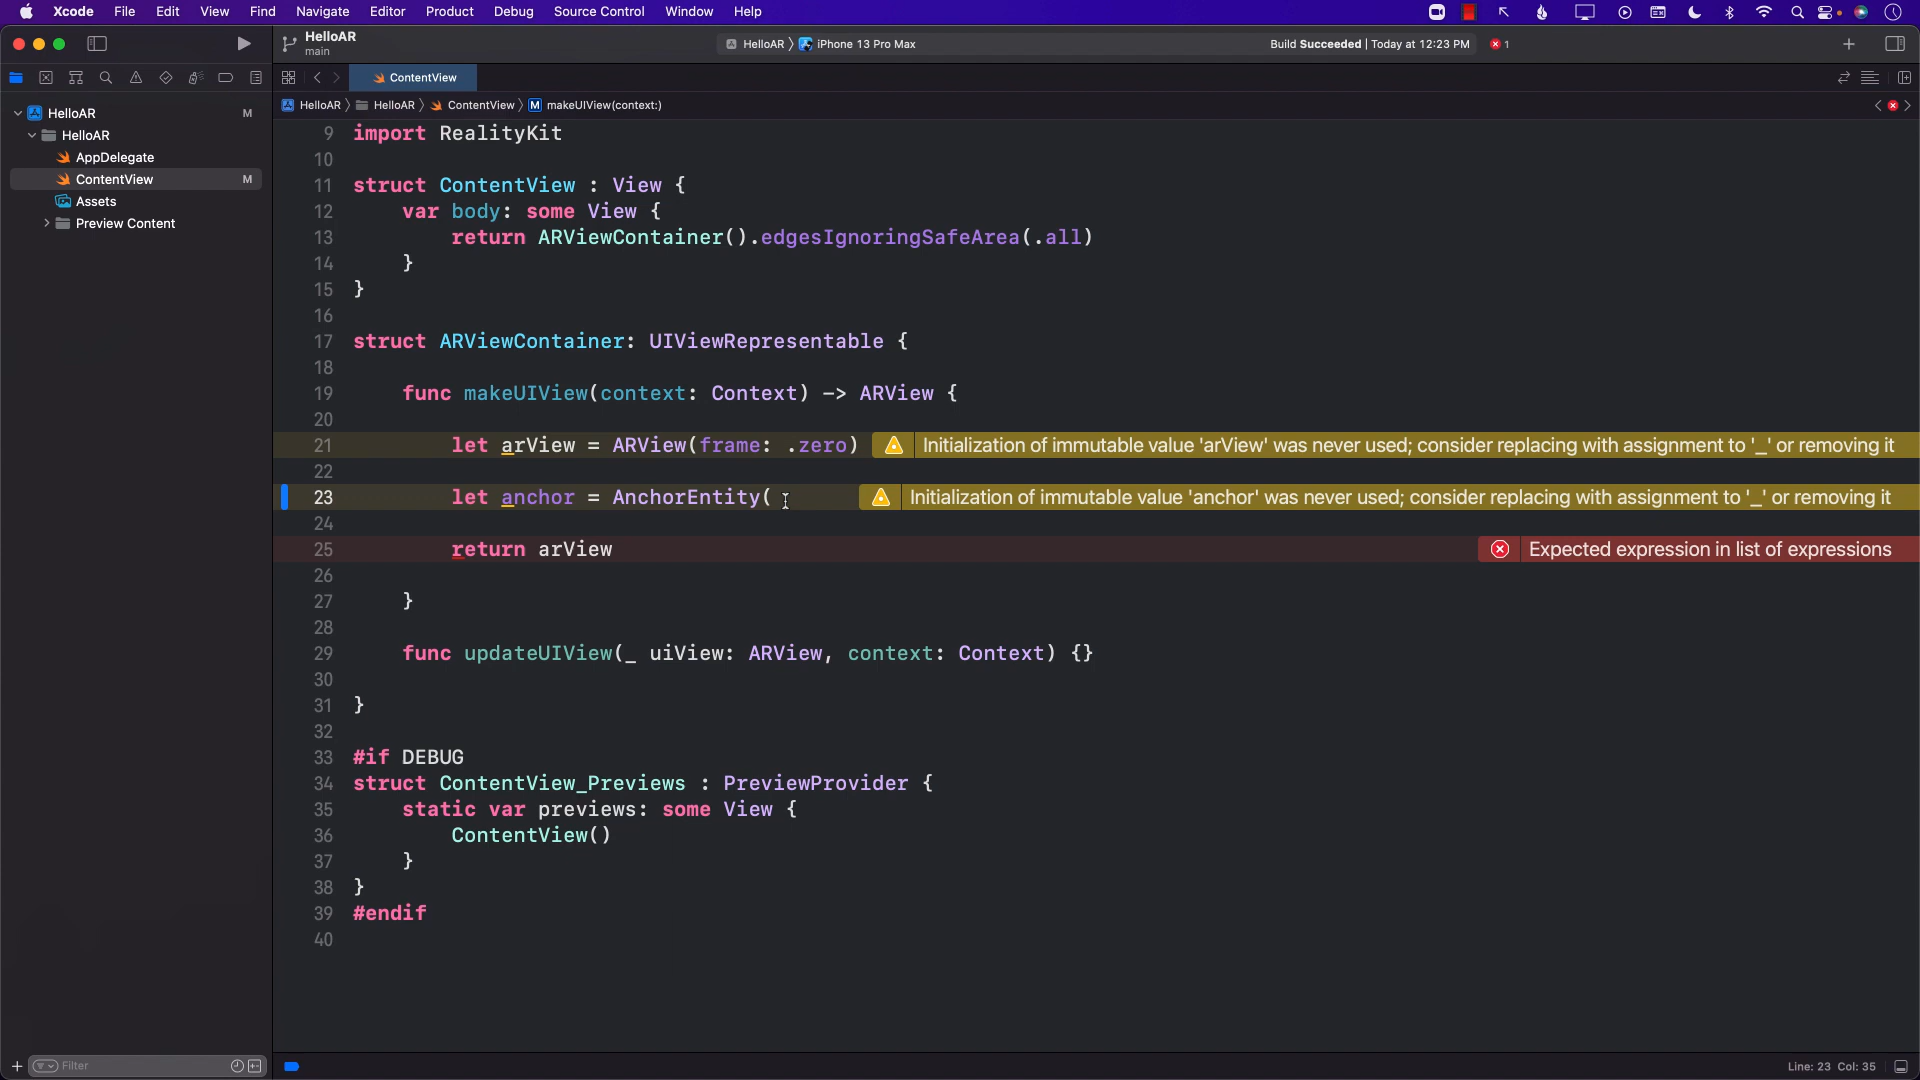 Xcode File Edit View Find Navigate Editor Product Debug Source Control Window Help
HelloAR
main
HelloAR 〉 iPhone 13 Pro Max
Build Succeeded | Today at 12:23 PM
1
ContentView
HelloAR 〉 HelloAR 〉 ContentView 〉 M makeUIView(context:)
HelloAR M
HelloAR
AppDelegate
ContentView M
Assets
Preview Content
9 import RealityKit
10
11 struct ContentView : View {
12 var body: some View {
13 return ARViewContainer().edgesIgnoringSafeArea(.all)
14 }
15 }
16
17 struct ARViewContainer: UIViewRepresentable {
18
19 func makeUIView(context: Context) -> ARView {
20
21 let arView = ARView(frame: .zero) Initialization of immutable value 'arView' was never used; consider replacing with assignment to '_' or removing it
22
23 let anchor = AnchorEntity( Initialization of immutable value 'anchor' was never used; consider replacing with assignment to '_' or removing it
24
25 return arView Expected expression in list of expressions
26
27 }
28
29 func updateUIView(_ uiView: ARView, context: Context) {}
30
31 }
32
33 #if DEBUG
34 struct ContentView_Previews : PreviewProvider {
35 static var previews: some View {
36 ContentView()
37 }
38 }
39 #endif
40
Filter
Line: 23 Col: 35